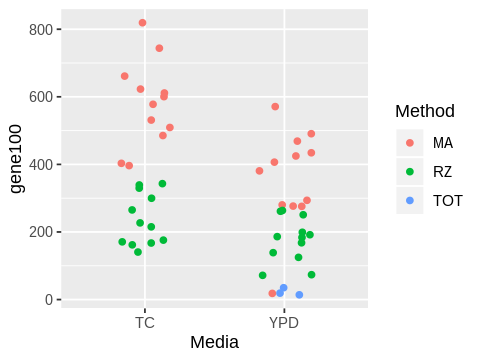 800
600
400
200
0
gene100
TC
YPD
Media
Method
MA
RZ
TOT